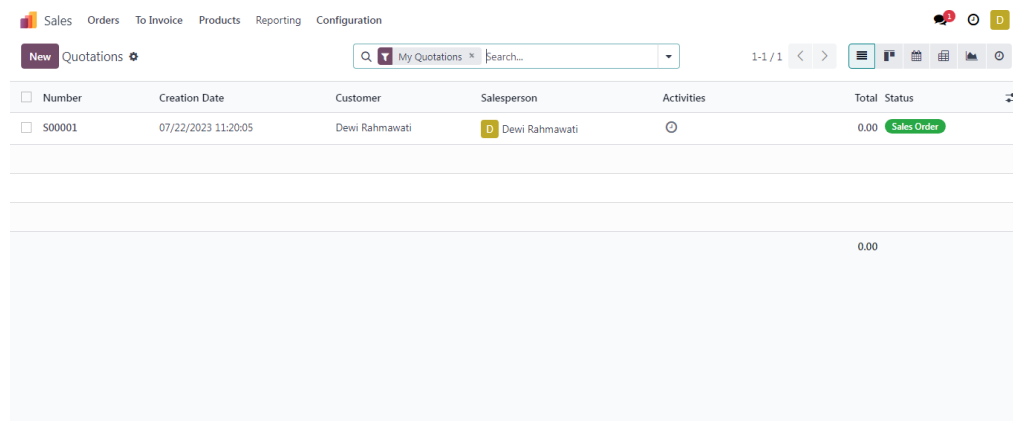 Sales Orders To Invoice Products Reporting Configuration 1 D
New Quotations My Quotations × Search... 1-1 / 1
Number Creation Date Customer Salesperson Activities Total Status
S00001 07/22/2023 11:20:05 Dewi Rahmawati D Dewi Rahmawati 0.00 Sales Order
0.00